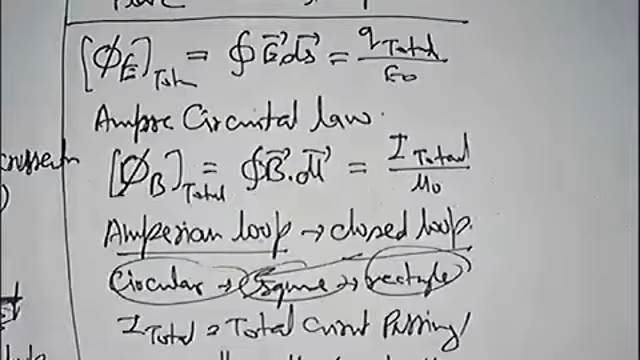 [ϕE]Total = ∮E⃗.ds⃗ = qTotal/ε0
Ampere Circuital law.
[ϕB]Total = ∮B⃗.dl⃗ = ITotal/μ0
Amperian loop → closed loop.
Circular → square → rectangle
ITotal = Total Current Passing/